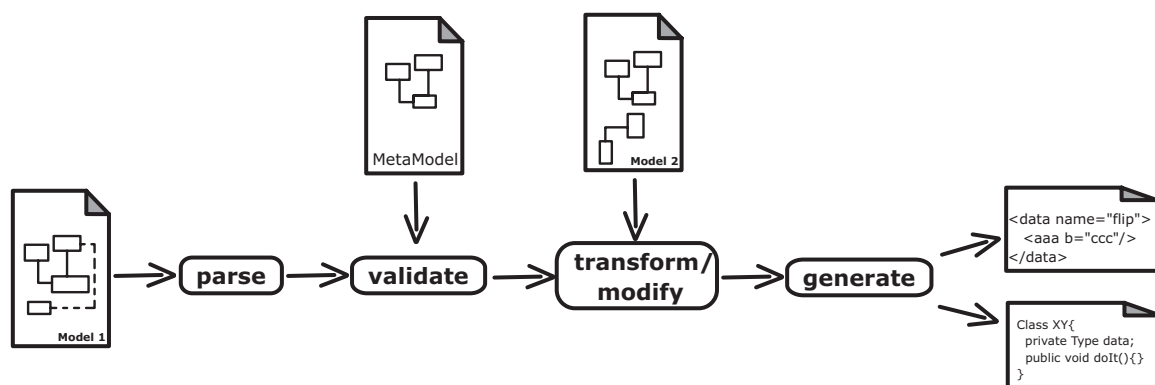 MetaModel
Model 2
Model 1
parse
validate
transform/
modify
generate
<data name="flip">
<aaa b="ccc"/>
</data>
Class XY{
private Type data;
public void doIt(){}
}